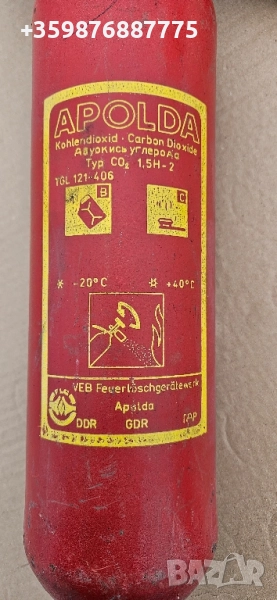 +359876887775
APOLDA
Kohlendioxid · Carbon Dioxide
Двуокись углерода
Typ CO₂ 1,5H-2
TGL 121-406
B
C
* -20°C
+40°C
VEB Feuerlöschgerätewerk
Apolda
DDR GDR ГДР
BAZAR